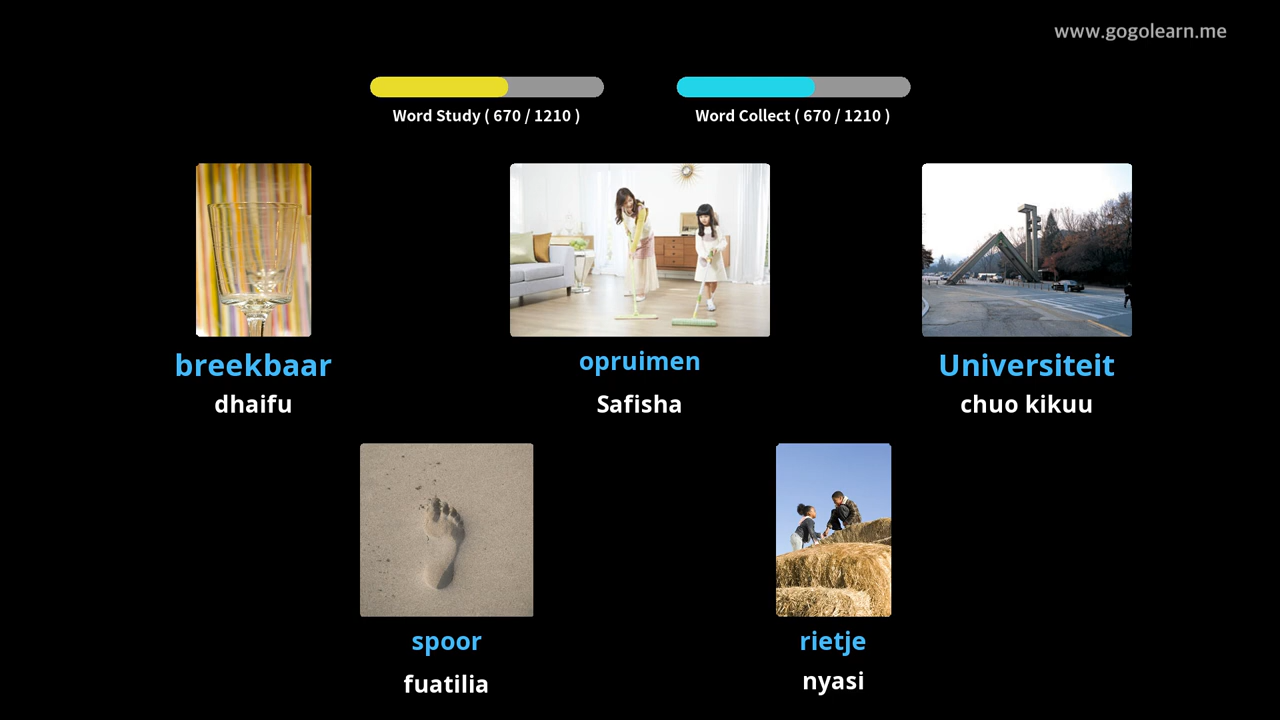 www.gogolearn.me
Word Study ( 670 / 1210 )
Word Collect ( 670 / 1210 )
breekbaar
dhaifu
opruimen
Safisha
Universiteit
chuo kikuu
spoor
fuatilia
rietje
nyasi